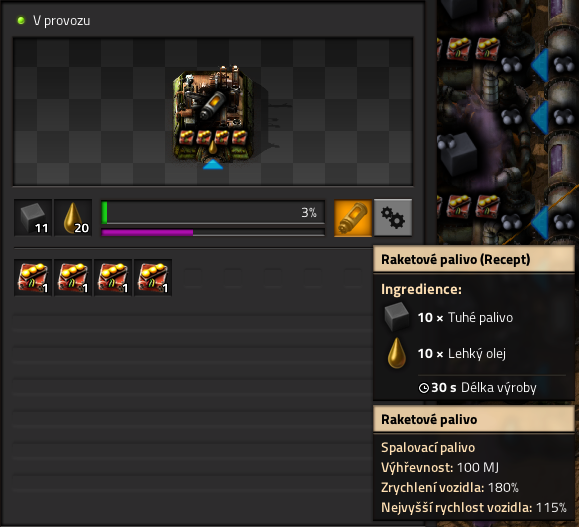 V provozu
11
20
3%
1
1
1
1
Raketové palivo (Recept)
Ingredience:
10 × Tuhé palivo
10 × Lehký olej
30 s Délka výroby
Raketové palivo
Spalovací palivo
Výhřevnost: 100 MJ
Zrychlení vozidla: 180%
Nejvyšší rychlost vozidla: 115%